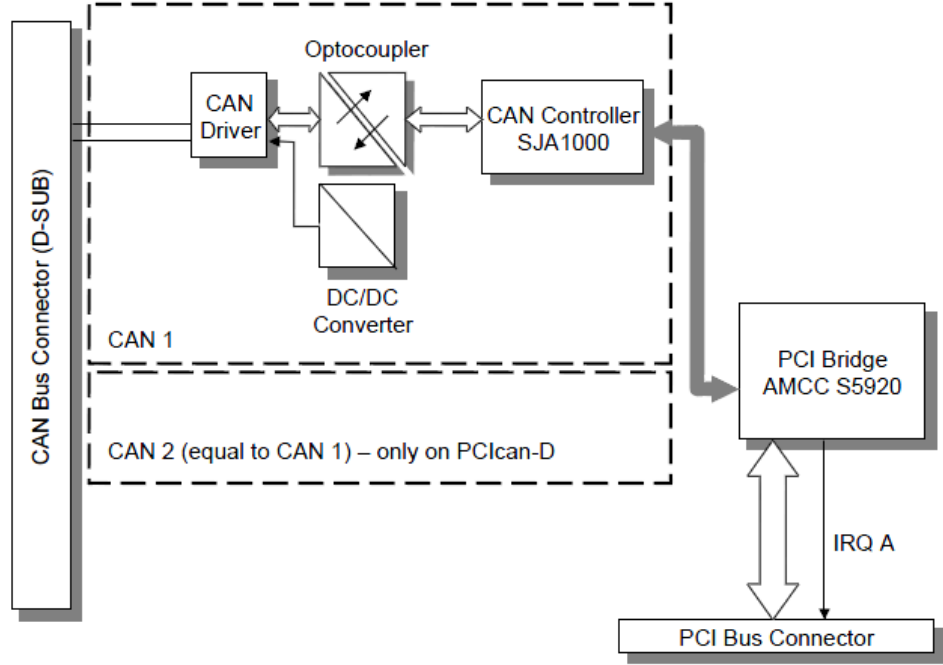 CAN Bus Connector (D-SUB)
Optocoupler
CAN
Driver
CAN Controller
SJA1000
DC/DC
Converter
CAN 1
CAN 2 (equal to CAN 1) – only on PCIcan-D
PCI Bridge
AMCC S5920
IRQ A
PCI Bus Connector